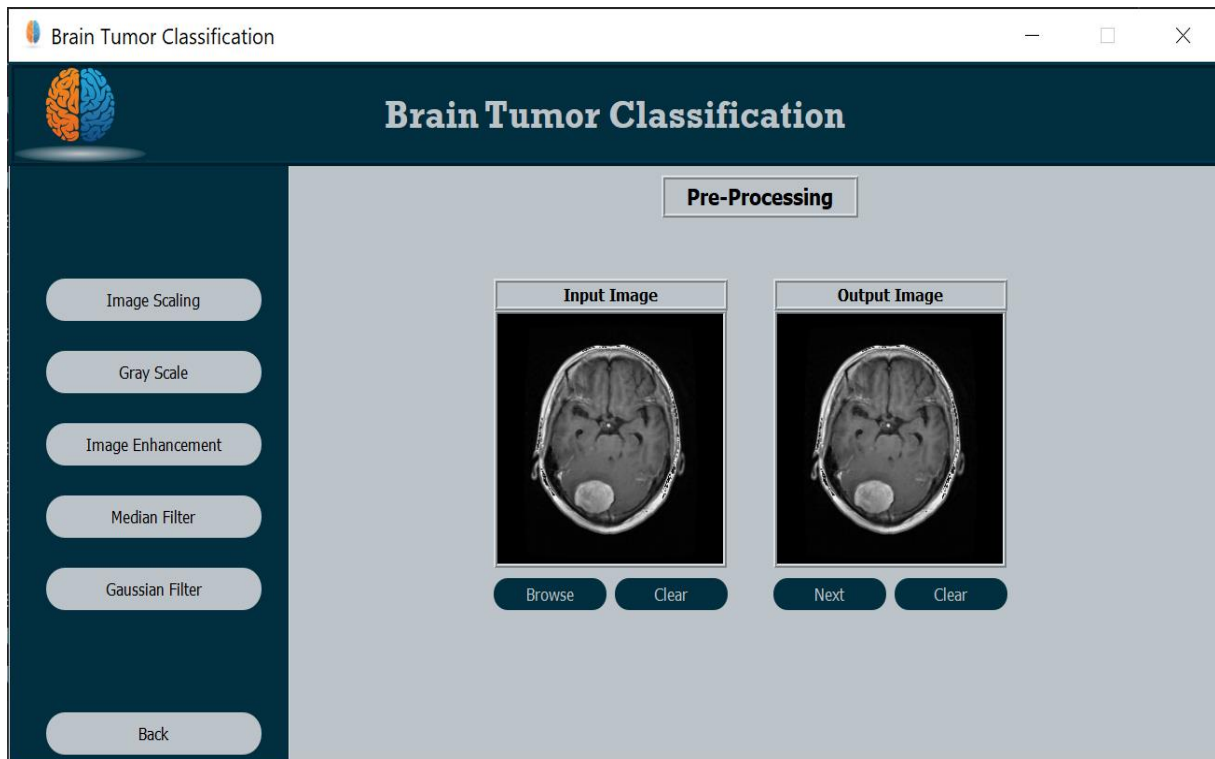 Brain Tumor Classification
Brain Tumor Classification
Pre-Processing
Image Scaling
Gray Scale
Image Enhancement
Median Filter
Gaussian Filter
Back
Input Image
Output Image
Browse
Clear
Next
Clear